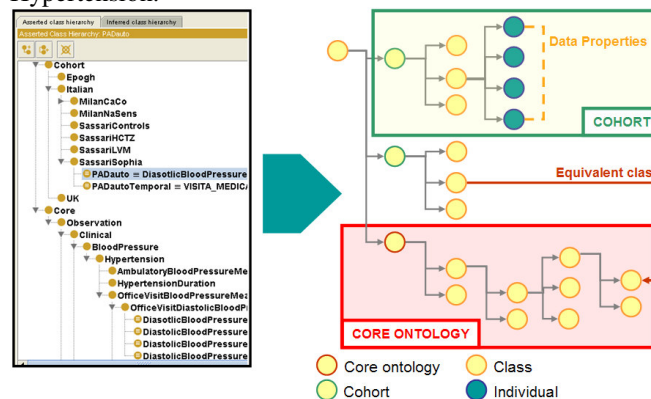 Hypertension.
Asserted class hierarchy Inferred class hierarchy
Asserted Class Hierarchy: PADauto
Cohort
Epogh
Italian
MilanCaCo
MilanNaSens
SassariControls
SassariHCTZ
SassariLVM
SassariSophia
PADauto = DiasotlicBloodPressure
PADautoTemporal = VISITA_MEDIC
UK
Core
Observation
Clinical
BloodPressure
Hypertension
AmbulatoryBloodPressureMe
HypertensionDuration
OfficeVisitBloodPressureMea
OfficeVisitDiastolicBloodP
DiastolicBloodPressure
DiastolicBloodPressure
DiastolicBloodPressure
DiastolicBloodPressure
Data Properties
COHORT
Equivalent clas
CORE ONTOLOGY
Core ontology
Class
Cohort
Individual